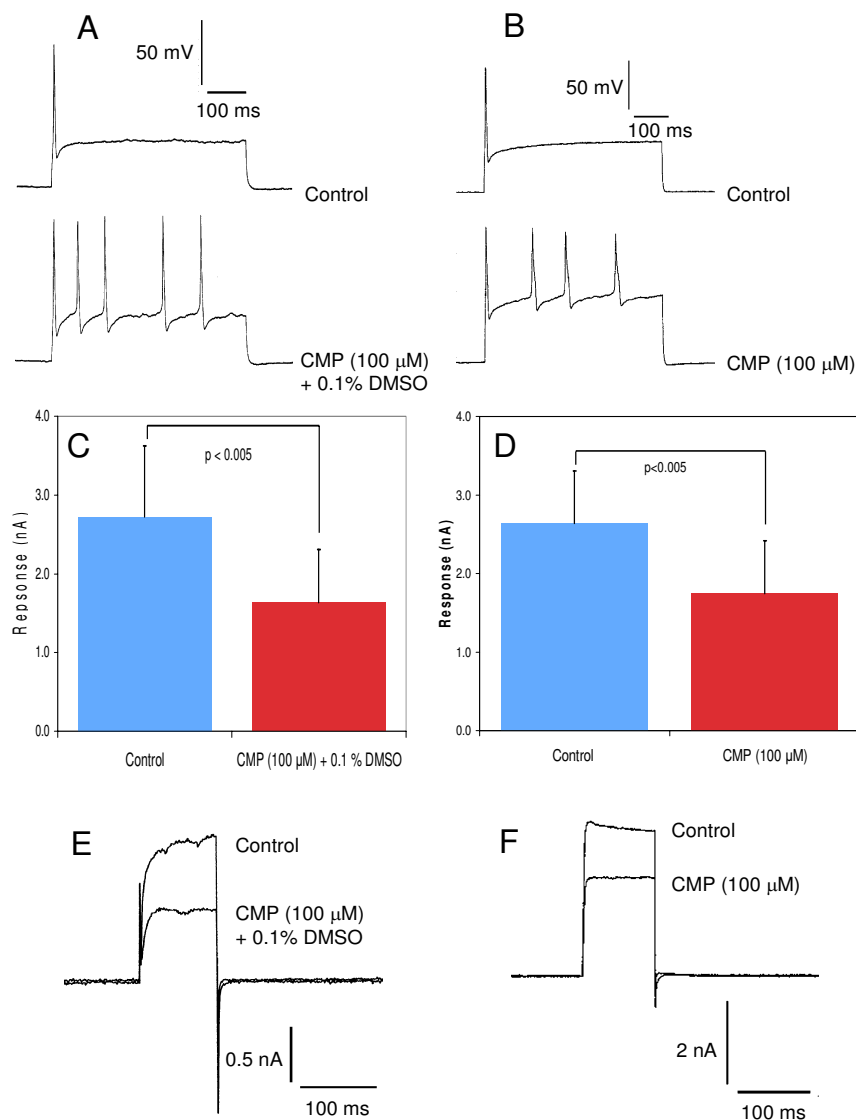 A
50 mV
100 ms
Control
CMP (100 μM)
+ 0.1% DMSO
B
50 mV
100 ms
Control
CMP (100 μM)
C
4.0
3.0
2.0
1.0
0.0
Repsonse (nA)
p < 0.005
Control
CMP (100 μM) + 0.1 % DMSO
D
4.0
3.0
2.0
1.0
0.0
Response (nA)
p<0.005
Control
CMP (100 μM)
E
Control
CMP (100 μM)
+ 0.1% DMSO
0.5 nA
100 ms
F
Control
CMP (100 μM)
2 nA
100 ms